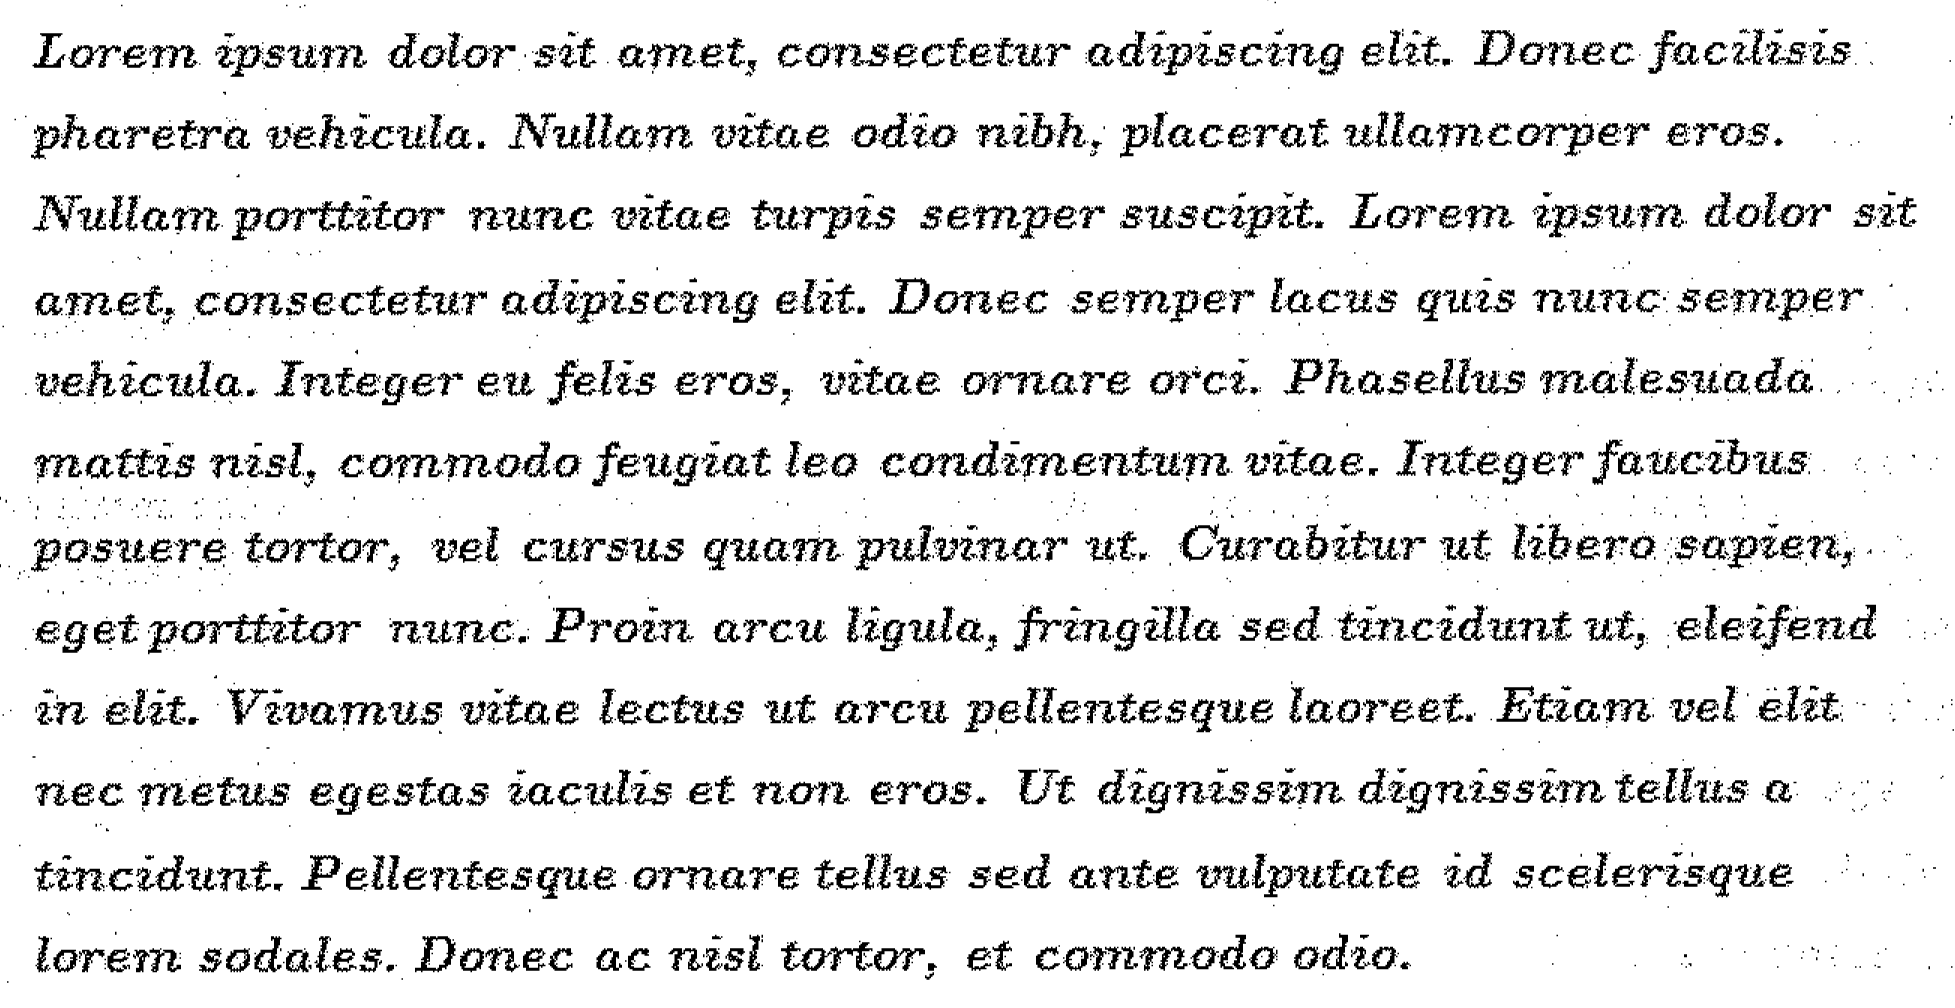 Lorem ipsum dolor sit amet, consectetur adipiscing elit. Donec facilisis
pharetra vehicula. Nullam vitae odio nibh, placerat ullamcorper eros.
Nullam porttitor nunc vitae turpis semper suscipit. Lorem ipsum dolor sit
amet, consectetur adipiscing elit. Donec semper lacus quis nunc semper
vehicula. Integer eu felis eros, vitae ornare orci. Phasellus malesuada
mattis nisl, commodo feugiat leo condimentum vitae. Integer faucibus
posuere tortor, vel cursus quam pulvinar ut. Curabitur ut libero sapien,
eget porttitor nunc. Proin arcu ligula, fringilla sed tincidunt ut, eleifend
in elit. Vivamus vitae lectus ut arcu pellentesque laoreet. Etiam vel elit
nec metus egestas iaculis et non eros. Ut dignissim dignissim tellus a
tincidunt. Pellentesque ornare tellus sed ante vulputate id scelerisque
lorem sodales. Donec ac nisl tortor, et commodo odio.